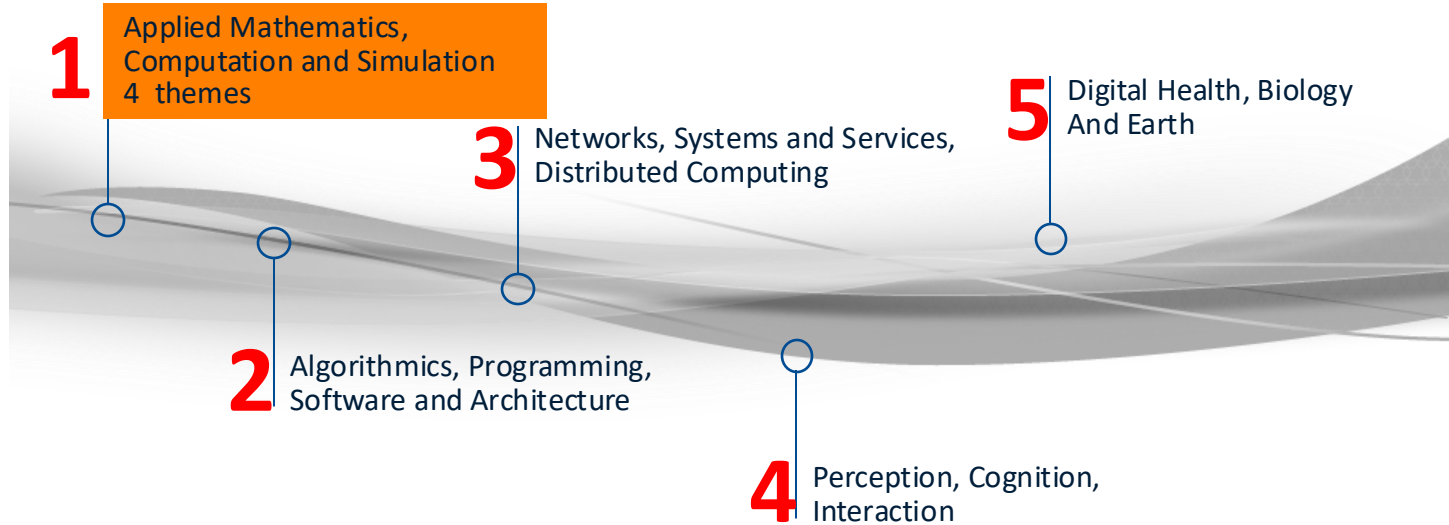 1
Applied Mathematics,
Computation and Simulation
4 themes
2
Algorithmics, Programming,
Software and Architecture
3
Networks, Systems and Services,
Distributed Computing
4
Perception, Cognition,
Interaction
5
Digital Health, Biology
And Earth